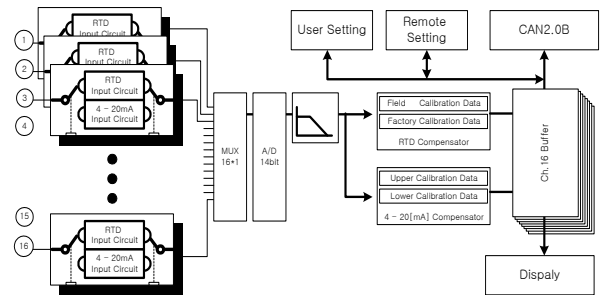 1
RTD
Input Circuit
2
RTD
Input Circuit
3
RTD
Input Circuit
4 - 20mA
Input Circuit
4
15
16
RTD
Input Circuit
4 - 20mA
Input Circuit
MUX
16*1
A/D
14bit
User Setting
Remote
Setting
CAN2.0B
Field Calibration Data
Factory Calibration Data
RTD Compensator
Upper Calibration Data
Lower Calibration Data
4 - 20[mA] Compensator
Ch.16 Buffer
Dispaly